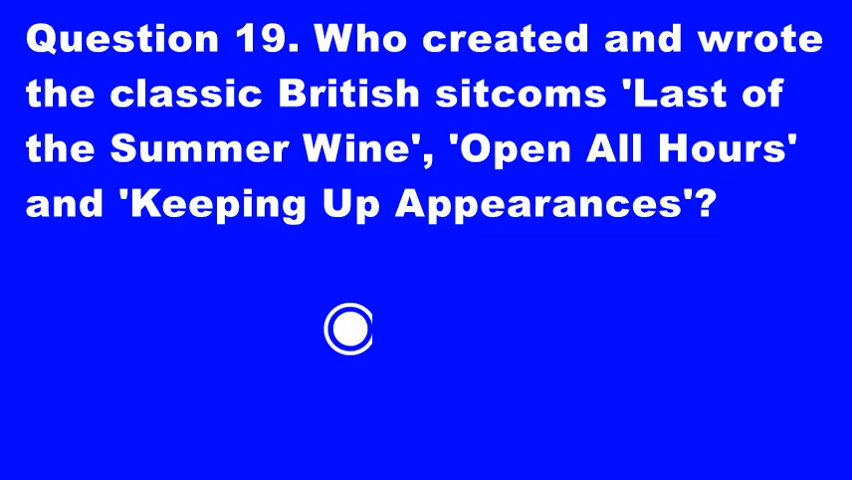 Question 19. Who created and wrote
the classic British sitcoms 'Last of
the Summer Wine', 'Open All Hours'
and 'Keeping Up Appearances'?